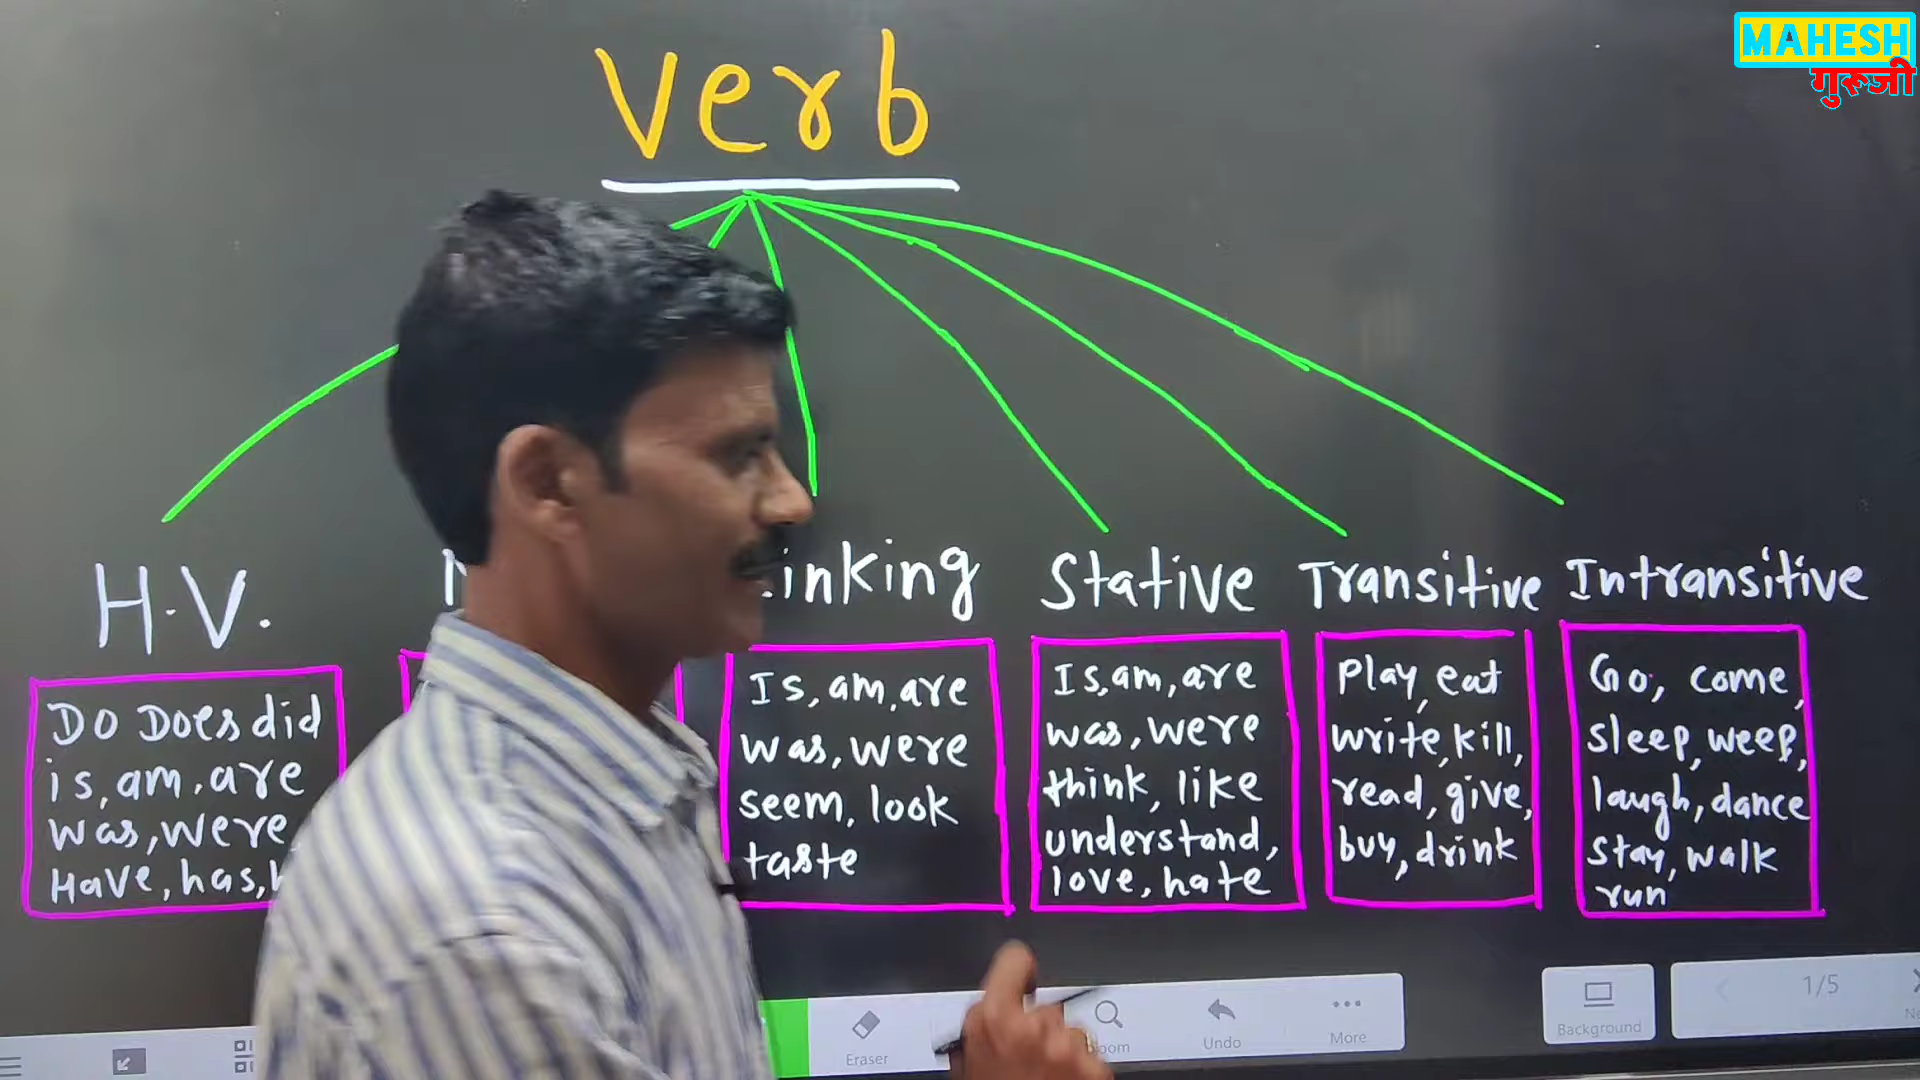 MAHESH
गुरूजी
Verb
H.V.
Linking
Stative
Transitive
Intransitive
Do Does did
is, am, are
was, were
Have, has,
Is, am, are
was, were
seem, look
taste
Is, am, are
was, were
think, like
understand,
love, hate
Play, eat
write, kill,
read, give,
buy, drink
Go, come,
sleep, weep,
laugh, dance
stay, walk
run
Eraser
Undo
More
Background
1/5